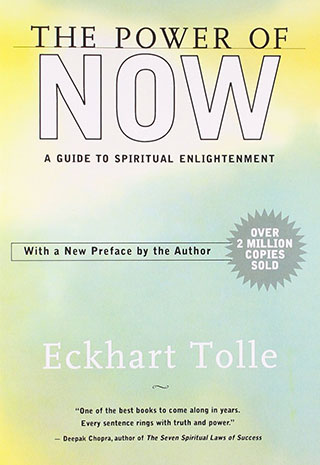 THE POWER OF
NOW
A GUIDE TO SPIRITUAL ENLIGHTENMENT
With a New Preface by the Author
OVER
2 MILLION
COPIES
SOLD
Eckhart Tolle
"One of the best books to come along in years.
Every sentence rings with truth and power."
— Deepak Chopra, author of The Seven Spiritual Laws of Success